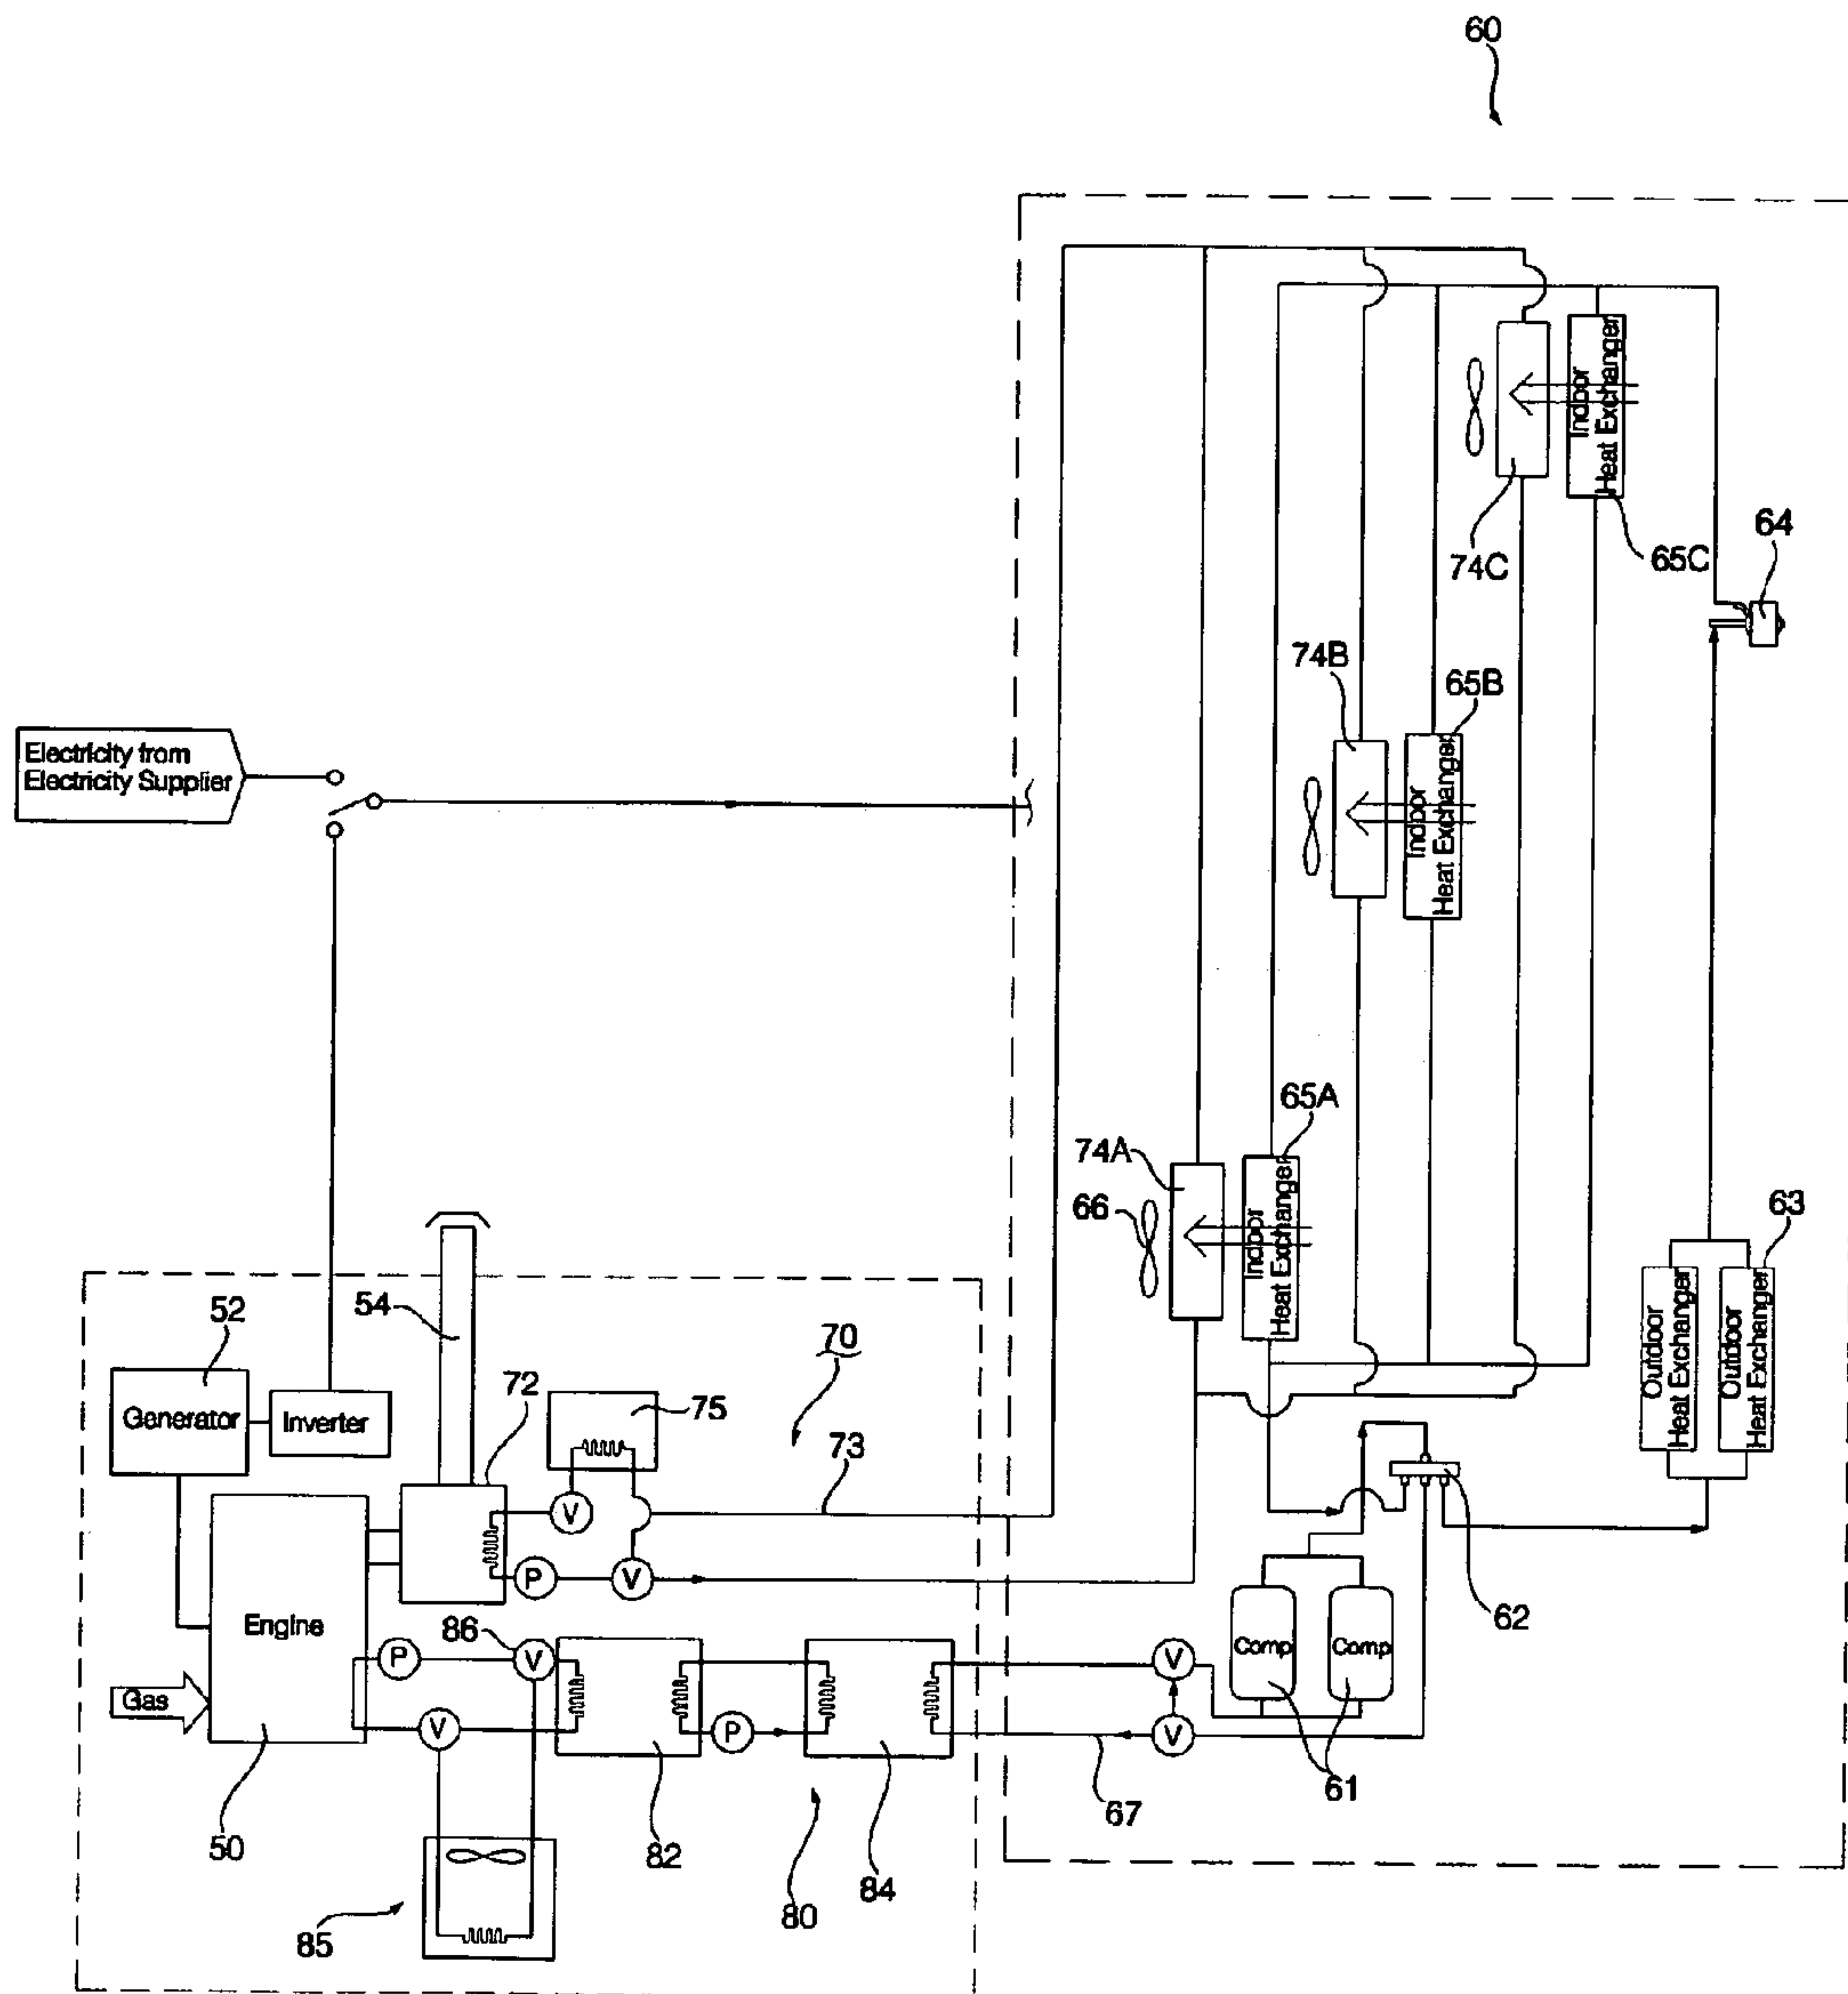 60
Indoor
Heat Exchanger
74C
65C
64
74B
65B
Electricity from
Electricity Supplier
Indoor
Heat Exchanger
65A
74A
66
Indoor
Heat Exchanger
63
52
54
70
Outdoor
Heat Exchanger
Outdoor
Heat Exchanger
72
75
Generator
Inverter
73
V
P
V
62
Engine
86
P
V
V
Comp
Comp
Gas
V
P
V
61
67
50
82
84
80
85